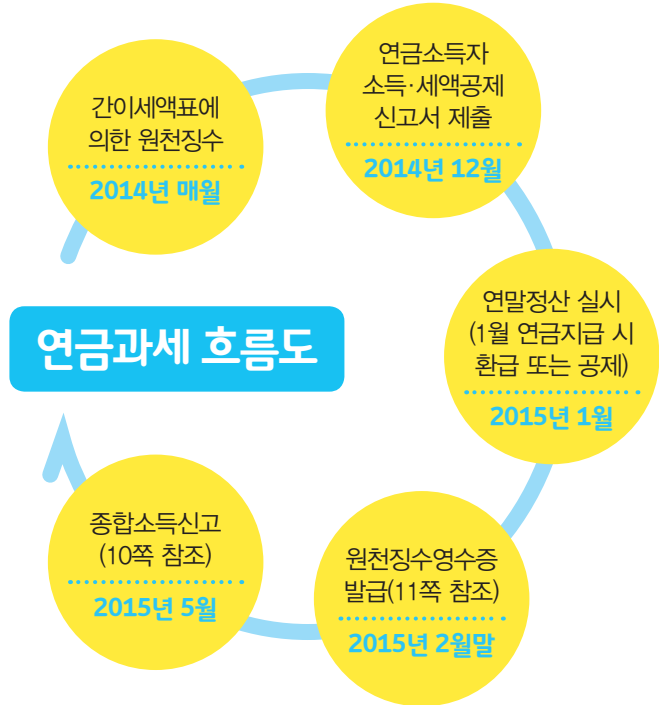 간이세액표에
의한 원천징수
2014년 매월
연금소득자
소득·세액공제
신고서 제출
2014년 12월
연말정산 실시
(1월 연금지급 시
환급 또는 공제)
2015년 1월
연금과세 흐름도
원천징수영수증
발급(11쪽 참조)
2015년 2월말
종합소득신고
(10쪽 참조)
2015년 5월